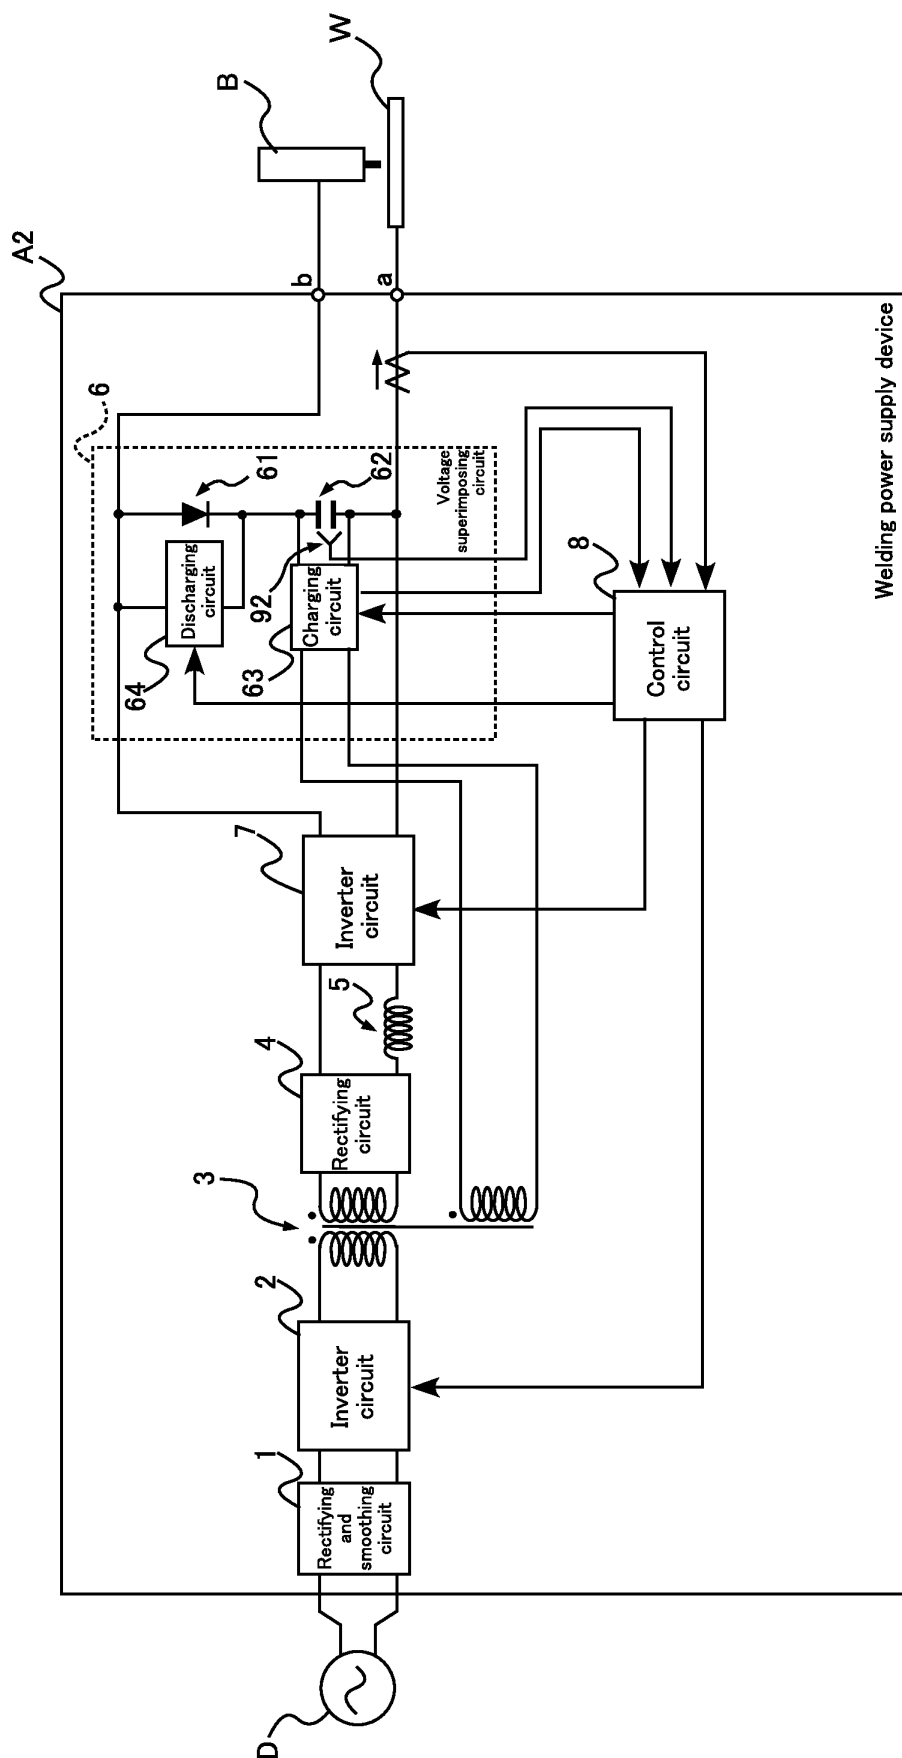 A2
D
1
Rectifying
and
smoothing
circuit
2
Inverter
circuit
3
4
Rectifying
circuit
5
7
Inverter
circuit
6
64
Discharging
circuit
61
63
Charging
circuit
92
62
Voltage
superimposing
circuit
8
Control
circuit
b
a
B
W
Welding power supply device